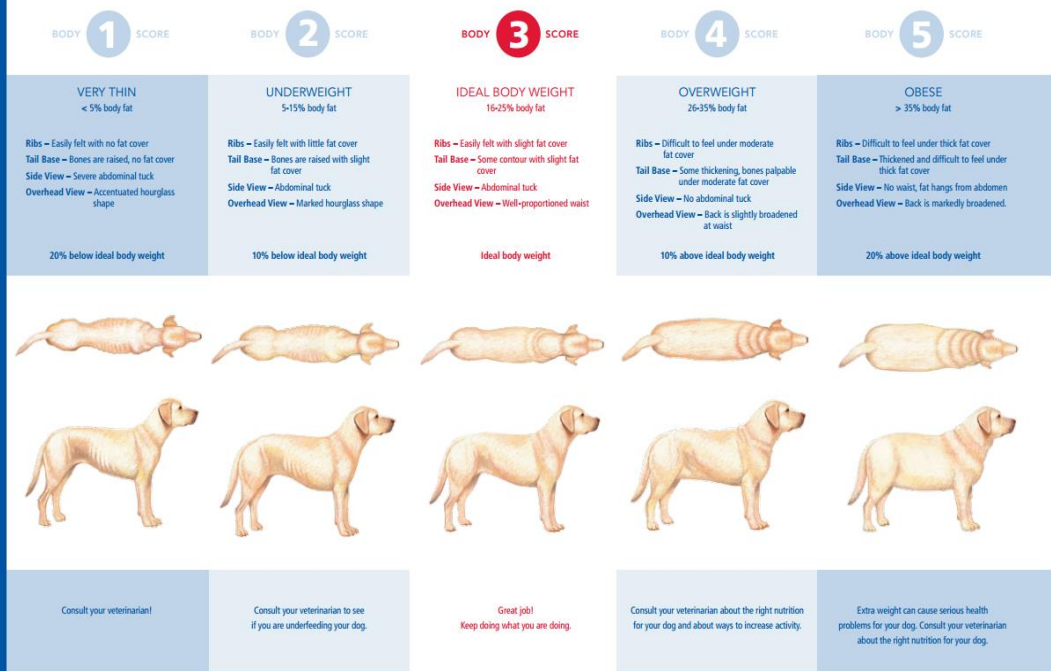 BODY 1 SCORE
VERY THIN
< 5% body fat
Ribs – Easily felt with no fat cover
Tail Base – Bones are raised, no fat cover
Side View – Severe abdominal tuck
Overhead View – Accentuated hourglass
shape
20% below ideal body weight
Consult your veterinarian!
BODY 2 SCORE
UNDERWEIGHT
5-15% body fat
Ribs – Easily felt with little fat cover
Tail Base – Bones are raised with slight
fat cover
Side View – Abdominal tuck
Overhead View – Marked hourglass shape
10% below ideal body weight
Consult your veterinarian to see
if you are underfeeding your dog.
BODY 3 SCORE
IDEAL BODY WEIGHT
16-25% body fat
Ribs – Easily felt with slight fat cover
Tail Base – Some contour with slight fat
cover
Side View – Abdominal tuck
Overhead View – Well-proportioned waist
Ideal body weight
Great job!
Keep doing what you are doing.
BODY 4 SCORE
OVERWEIGHT
26-35% body fat
Ribs – Difficult to feel under moderate
fat cover
Tail Base – Some thickening, bones palpable
under moderate fat cover
Side View – No abdominal tuck
Overhead View – Back is slightly broadened
at waist
10% above ideal body weight
Consult your veterinarian about the right nutrition
for your dog and about ways to increase activity.
BODY 5 SCORE
OBESE
> 35% body fat
Ribs – Difficult to feel under thick fat cover
Tail Base – Thickened and difficult to feel under
thick fat cover
Side View – No waist, fat hangs from abdomen
Overhead View – Back is markedly broadened.
20% above ideal body weight
Extra weight can cause serious health
problems for your dog. Consult your veterinarian
about the right nutrition for your dog.